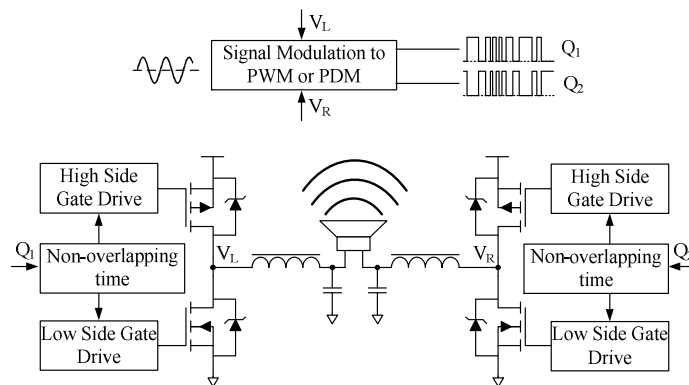 V_L
Signal Modulation to
PWM or PDM
V_R
Q_1
Q_2
High Side
Gate Drive
Q_1
Non-overlapping
time
Low Side Gate
Drive
V_L
V_R
High Side
Gate Drive
Non-overlapping
time
Low Side Gate
Drive